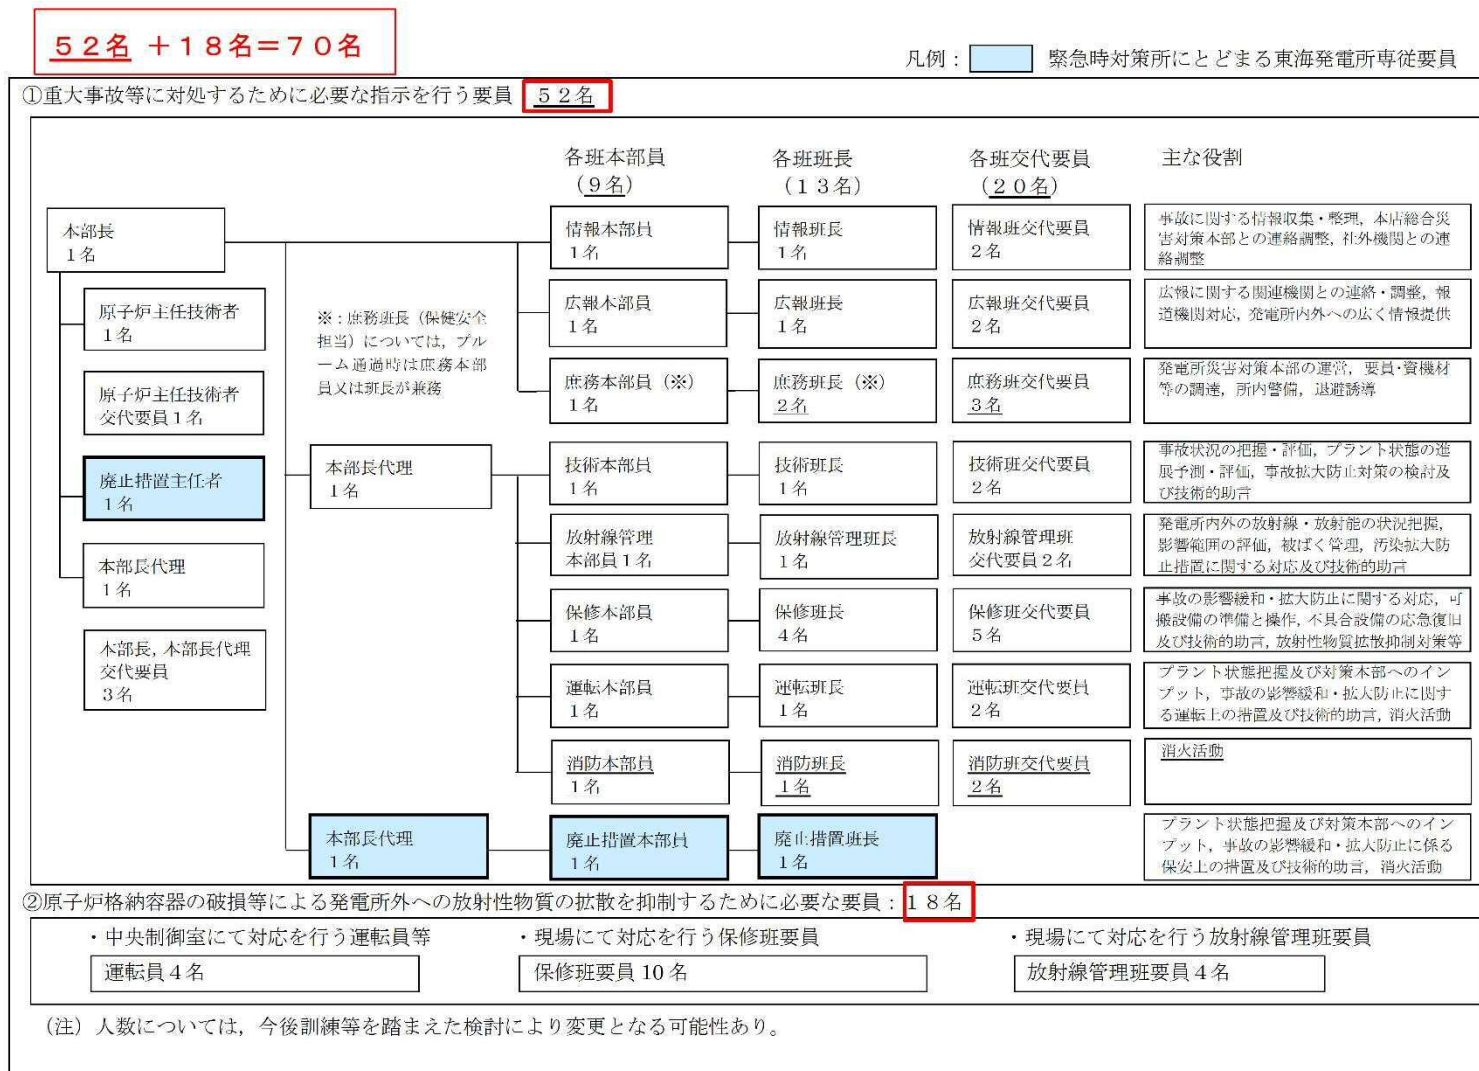 ５２名 ＋１８名＝７０名
凡例： 緊急時対策所にとどまる東海発電所専従要員
①重大事故等に対処するために必要な指示を行う要員 ５２名
各班本部員
（９名）
各班班長
（１３名）
各班交代要員
（２０名）
主な役割
本部長
１名
原子炉主任技術者
１名
原子炉主任技術者
交代要員１名
廃止措置主任者
１名
本部長代理
１名
本部長，本部長代理
交代要員
３名
※：庶務班長（保健安全
担当）については，プル
ーム通過時は庶務本部
員又は班長が兼務
本部長代理
１名
本部長代理
１名
情報本部員
１名
情報班長
１名
情報班交代要員
２名
事故に関する情報収集・整理，本店総合災
害対策本部との連絡調整，社外機関との連
絡調整
広報本部員
１名
広報班長
１名
広報班交代要員
２名
広報に関する関連機関との連絡・調整，報
道機関対応，発電所内外への広く情報提供
庶務本部員（※）
１名
庶務班長（※）
２名
庶務班交代要員
３名
発電所災害対策本部の運営，要員・資機材
等の調達，所内警備，退避誘導
技術本部員
１名
技術班長
１名
技術班交代要員
２名
事故状況の把握・評価，プラント状態の進
展予測・評価，事故拡大防止対策の検討及
び技術的助言
放射線管理
本部員１名
放射線管理班長
１名
放射線管理班
交代要員２名
発電所内外の放射線・放射能の状況把握，
影響範囲の評価，被ばく管理，汚染拡大防
止措置に関する対応及び技術的助言
保修本部員
１名
保修班長
４名
保修班交代要員
５名
事故の影響緩和・拡大防止に関する対応，可
搬設備の準備と操作，不具合設備の応急復旧
及び技術的助言，放射性物質拡散抑制対策等
運転本部員
１名
運転班長
１名
運転班交代要員
２名
プラント状態把握及び対策本部へのイン
プット，事故の影響緩和・拡大防止に関す
る運転上の措置及び技術的助言，消火活動
消防本部員
１名
消防班長
１名
消防班交代要員
２名
消火活動
廃止措置本部員
１名
廃止措置班長
１名
プラント状態把握及び対策本部へのイン
プット，事故の影響緩和・拡大防止に係る
保安上の措置及び技術的助言，消火活動
②原子炉格納容器の破損等による発電所外への放射性物質の拡散を抑制するために必要な要員：１８名
・中央制御室にて対応を行う運転員等
運転員４名
・現場にて対応を行う保修班要員
保修班要員 10 名
・現場にて対応を行う放射線管理班要員
放射線管理班要員４名
（注）人数については，今後訓練等を踏まえた検討により変更となる可能性あり。